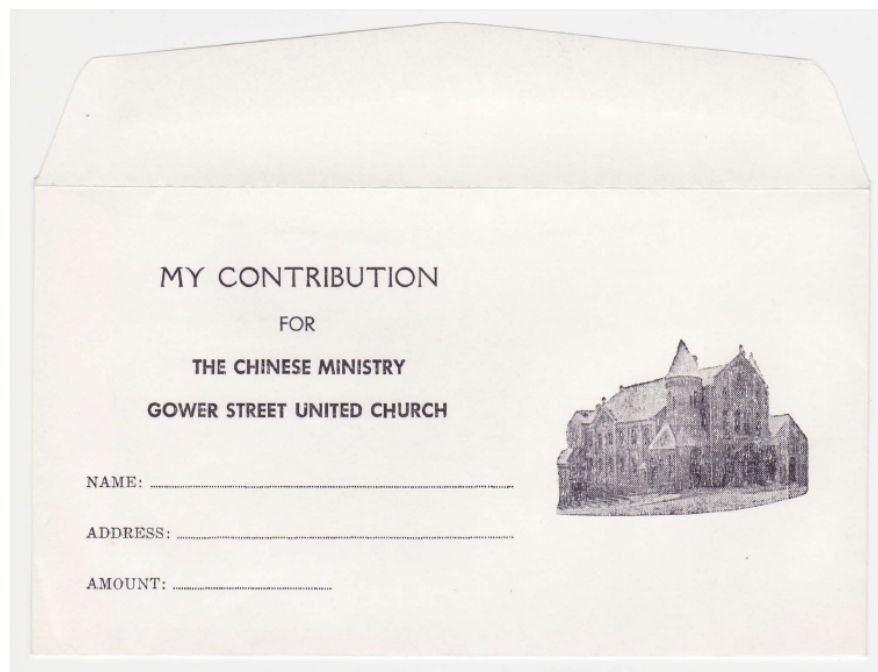 MY CONTRIBUTION
FOR
THE CHINESE MINISTRY
GOWER STREET UNITED CHURCH
NAME:
ADDRESS:
AMOUNT: